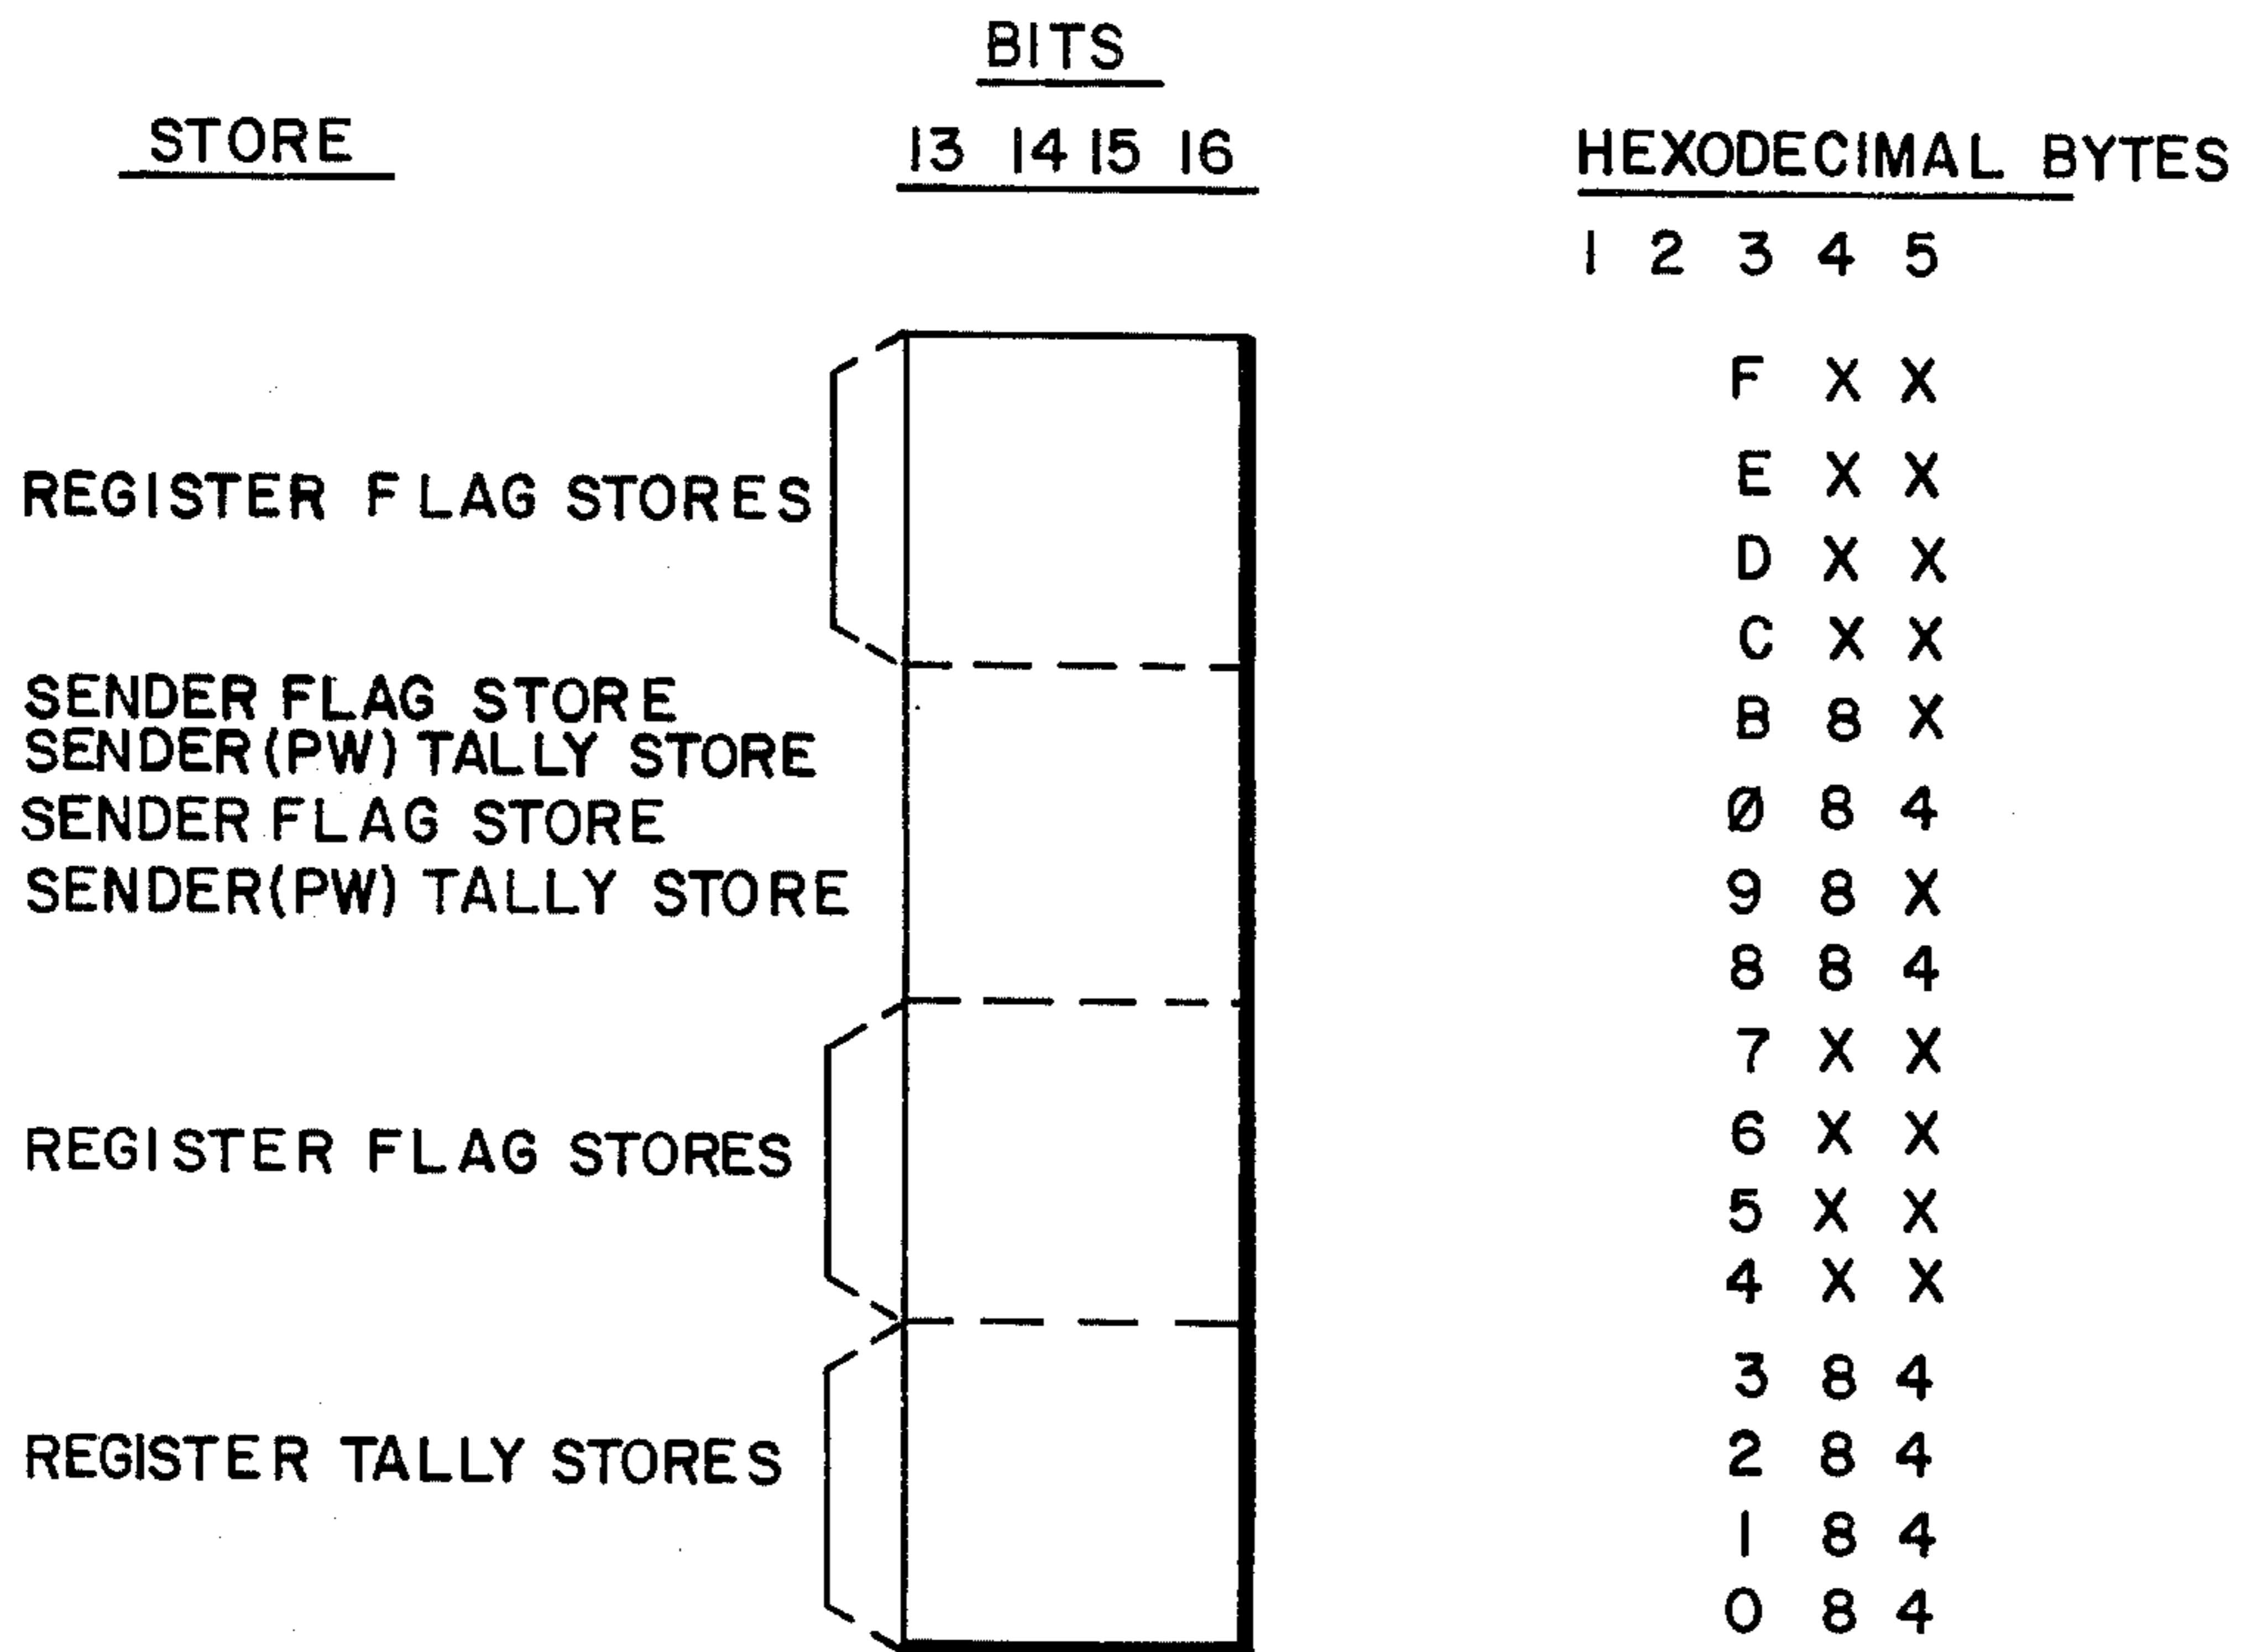 BITS
STORE 13 14 15 16 HEXODECIMAL BYTES
1 2 3 4 5
F X X
E X X
REGISTER FLAG STORES
D X X
C X X
SENDER FLAG STORE B 8 X
SENDER(PW) TALLY STORE
SENDER FLAG STORE Ø 8 4
SENDER(PW) TALLY STORE 9 8 X
8 8 4
7 X X
6 X X
REGISTER FLAG STORES
5 X X
4 X X
3 8 4
REGISTER TALLY STORES 2 8 4
1 8 4
0 8 4